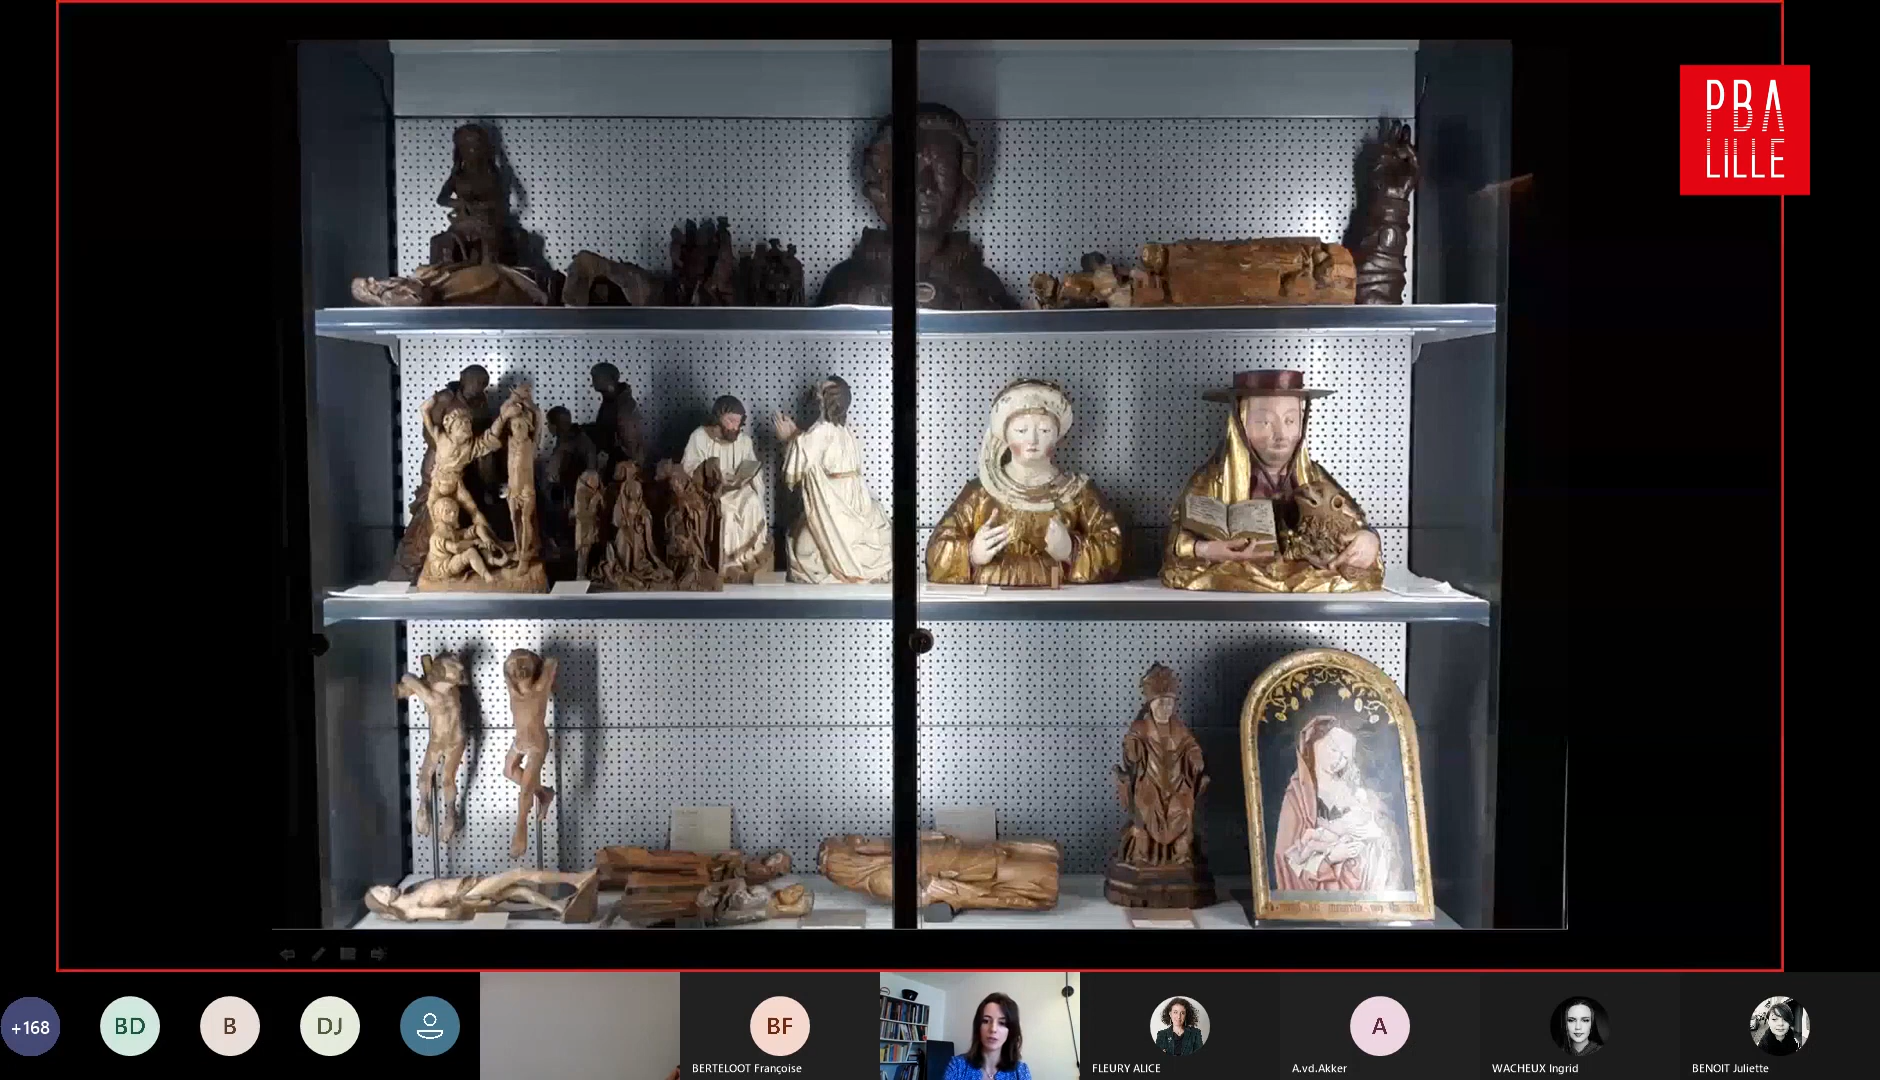 PBA
LILLE
+168
BD
B
DJ
BF
A
BERTELOOT Françoise
FLEURY ALICE
A.vd.Akker
WACHEUX Ingrid
BENOIT Juliette